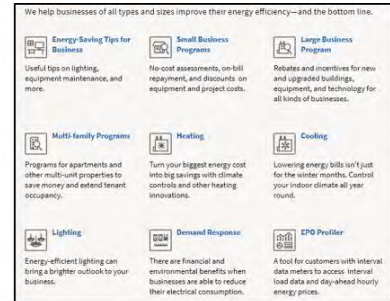 We help businesses of all types and sizes improve their energy efficiency—and the bottom line.
Energy-Saving Tips for
Business
Useful tips on lighting,
equipment maintenance, and
more.
Small Business
Programs
No-cost assessments, on-bill
repayment, and discounts on
equipment and project costs.
Large Business
Program
Rebates and incentives for new
and upgraded buildings,
equipment, and technology for
all kinds of businesses.
Multi-family Programs
Programs for apartments and
other multi-unit properties to
save money and extend tenant
occupancy.
Heating
Turn your biggest energy cost
into big savings with climate
controls and other heating
innovations.
Cooling
Lowering energy bills isn't just
for the winter months. Control
your indoor climate all year
round.
Lighting
Energy-efficient lighting can
bring a brighter outlook to your
business.
Demand Response
There are financial and
environmental benefits when
businesses are able to reduce
their electrical consumption.
EPO Profiler
A tool for customers with interval
data meters to access interval
load data and day-ahead hourly
energy prices.